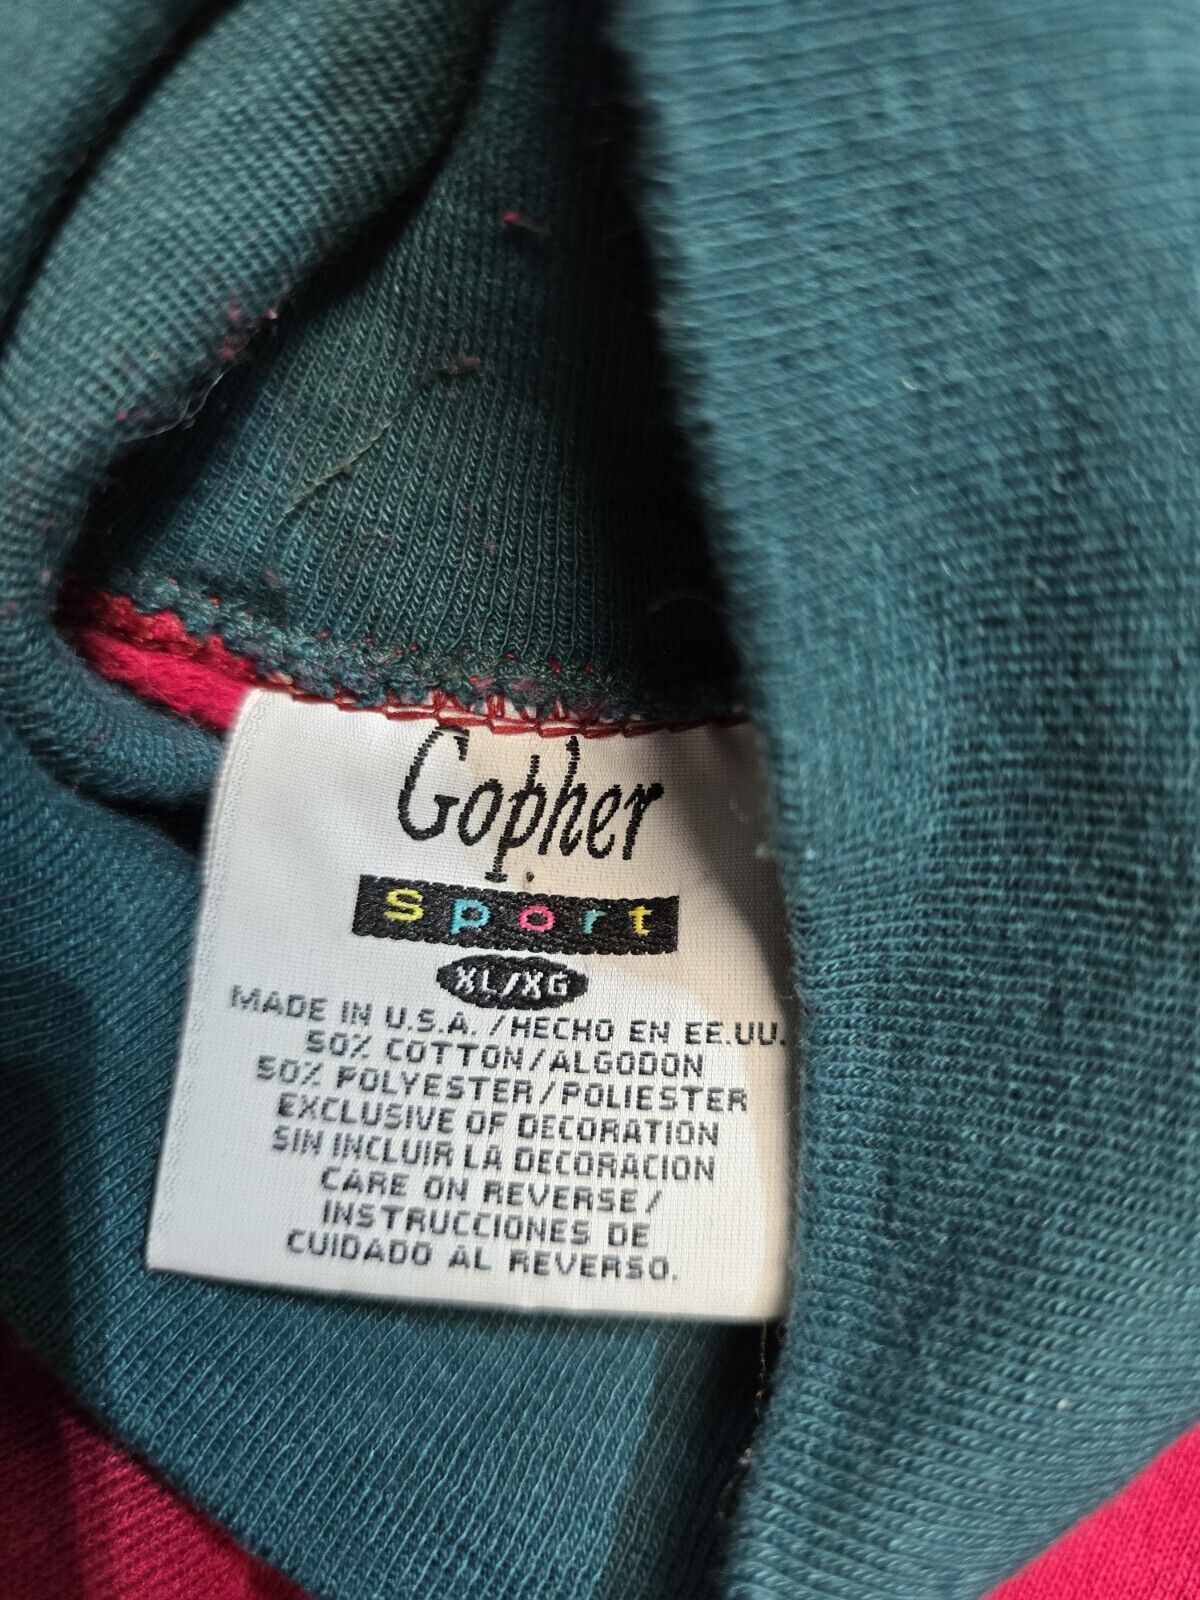 Gopher
sport
XL/XG
MADE IN U.S.A. /HECHO EN EE.UU.
50% COTTON/ALGODON
50% POLYESTER/POLIESTER
EXCLUSIVE OF DECORATION
SIN INCLUIR LA DECORACION
CARE ON REVERSE/
INSTRUCCIONES DE
CUIDADO AL REVERSO.